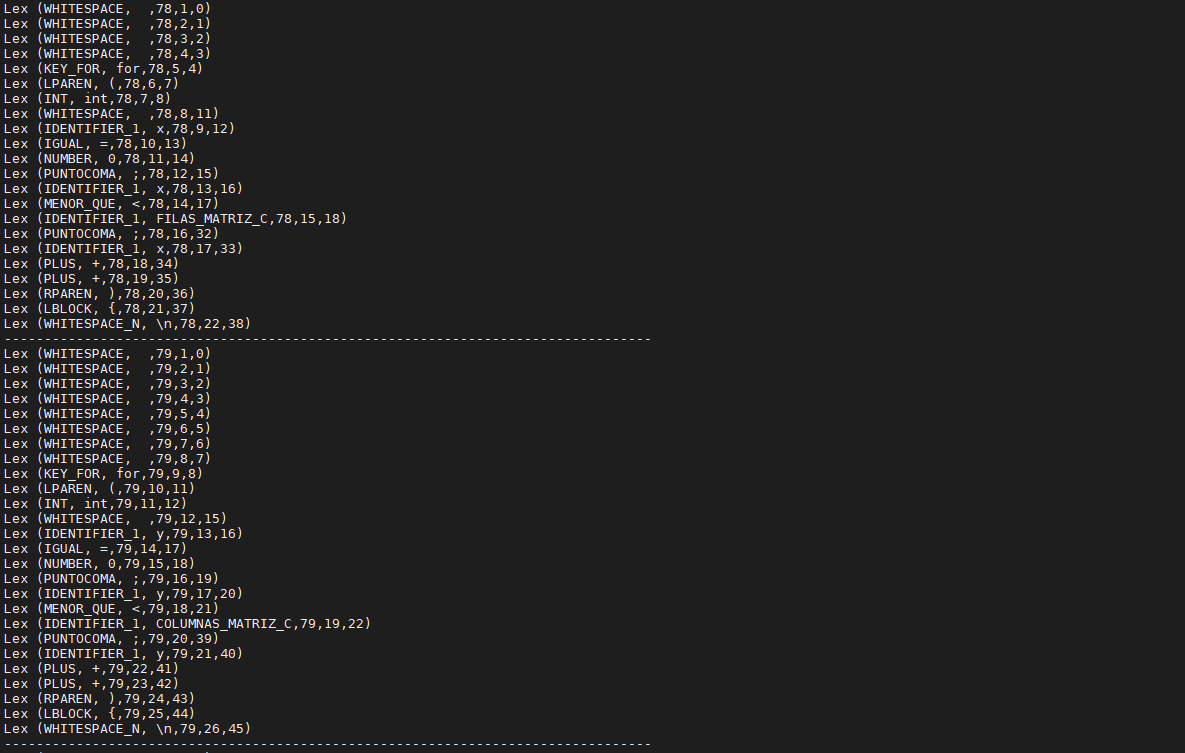 Lex (WHITESPACE,  ,78,1,0)
Lex (WHITESPACE,  ,78,2,1)
Lex (WHITESPACE,  ,78,3,2)
Lex (WHITESPACE,  ,78,4,3)
Lex (KEY_FOR, for,78,5,4)
Lex (LPAREN, (,78,6,7)
Lex (INT, int,78,7,8)
Lex (WHITESPACE,  ,78,8,11)
Lex (IDENTIFIER_1, x,78,9,12)
Lex (IGUAL, =,78,10,13)
Lex (NUMBER, 0,78,11,14)
Lex (PUNTOCOMA, ;,78,12,15)
Lex (IDENTIFIER_1, x,78,13,16)
Lex (MENOR_QUE, <,78,14,17)
Lex (IDENTIFIER_1, FILAS_MATRIZ_C,78,15,18)
Lex (PUNTOCOMA, ;,78,16,32)
Lex (IDENTIFIER_1, x,78,17,33)
Lex (PLUS, +,78,18,34)
Lex (PLUS, +,78,19,35)
Lex (RPAREN, ),78,20,36)
Lex (LBLOCK, {,78,21,37)
Lex (WHITESPACE_N, \n,78,22,38)
---------------------------------------------------------------------------------
Lex (WHITESPACE,  ,79,1,0)
Lex (WHITESPACE,  ,79,2,1)
Lex (WHITESPACE,  ,79,3,2)
Lex (WHITESPACE,  ,79,4,3)
Lex (WHITESPACE,  ,79,5,4)
Lex (WHITESPACE,  ,79,6,5)
Lex (WHITESPACE,  ,79,7,6)
Lex (WHITESPACE,  ,79,8,7)
Lex (KEY_FOR, for,79,9,8)
Lex (LPAREN, (,79,10,11)
Lex (INT, int,79,11,12)
Lex (WHITESPACE,  ,79,12,15)
Lex (IDENTIFIER_1, y,79,13,16)
Lex (IGUAL, =,79,14,17)
Lex (NUMBER, 0,79,15,18)
Lex (PUNTOCOMA, ;,79,16,19)
Lex (IDENTIFIER_1, y,79,17,20)
Lex (MENOR_QUE, <,79,18,21)
Lex (IDENTIFIER_1, COLUMNAS_MATRIZ_C,79,19,22)
Lex (PUNTOCOMA, ;,79,20,39)
Lex (IDENTIFIER_1, y,79,21,40)
Lex (PLUS, +,79,22,41)
Lex (PLUS, +,79,23,42)
Lex (RPAREN, ),79,24,43)
Lex (LBLOCK, {,79,25,44)
Lex (WHITESPACE_N, \n,79,26,45)
---------------------------------------------------------------------------------